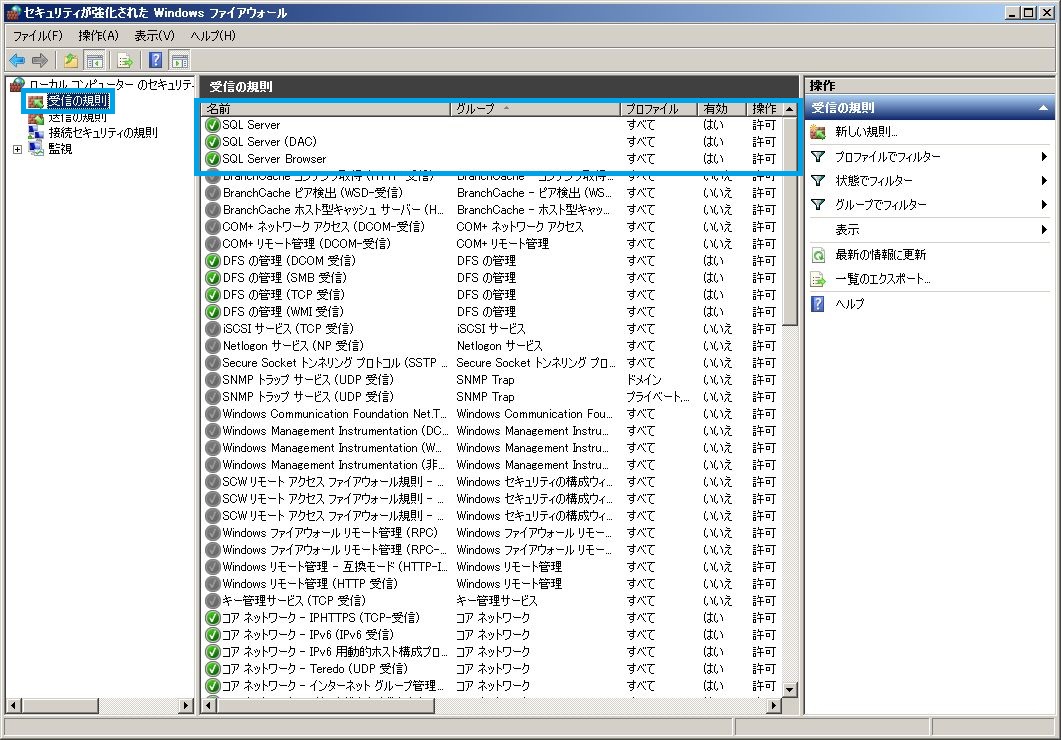 セキュリティが強化された Windows ファイアウォール
ファイル(F) 操作(A) 表示(V) ヘルプ(H)
ローカル コンピューター のセキュリティ
受信の規則
送信の規則
接続セキュリティの規則
監視
受信の規則
名前 グループ プロファイル 有効 操作
SQL Server すべて はい 許可
SQL Server (DAC) すべて はい 許可
SQL Server Browser すべて はい 許可
BranchCache コンテンツ取得 (HTTP-受信) BranchCache - コンテンツ取得... すべて いいえ 許可
BranchCache ピア検出 (WSD-受信) BranchCache - ピア検出 (WS... すべて いいえ 許可
BranchCache ホスト型キャッシュ サーバー (H... BranchCache - ホスト型キャッ... すべて いいえ 許可
COM+ ネットワーク アクセス (DCOM-受信) COM+ ネットワーク アクセス すべて いいえ 許可
COM+ リモート管理 (DCOM-受信) COM+ リモート管理 すべて いいえ 許可
DFS の管理 (DCOM 受信) DFS の管理 すべて はい 許可
DFS の管理 (SMB 受信) DFS の管理 すべて はい 許可
DFS の管理 (TCP 受信) DFS の管理 すべて はい 許可
DFS の管理 (WMI 受信) DFS の管理 すべて はい 許可
iSCSI サービス (TCP 受信) iSCSI サービス すべて いいえ 許可
Netlogon サービス (NP 受信) Netlogon サービス すべて いいえ 許可
Secure Socket トンネリング プロトコル (SSTP ... Secure Socket トンネリング プロ... すべて いいえ 許可
SNMP トラップ サービス (UDP 受信) SNMP Trap ドメイン いいえ 許可
SNMP トラップ サービス (UDP 受信) SNMP Trap プライベート,... いいえ 許可
Windows Communication Foundation Net.T... Windows Communication Fou... すべて いいえ 許可
Windows Management Instrumentation (DC... Windows Management Instru... すべて いいえ 許可
Windows Management Instrumentation (W... Windows Management Instru... すべて いいえ 許可
Windows Management Instrumentation (非... Windows Management Instru... すべて いいえ 許可
SCW リモート アクセス ファイアウォール規則 - ... Windows セキュリティの構成ウィ... すべて いいえ 許可
SCW リモート アクセス ファイアウォール規則 - ... Windows セキュリティの構成ウィ... すべて いいえ 許可
SCW リモート アクセス ファイアウォール規則 - ... Windows セキュリティの構成ウィ... すべて いいえ 許可
Windows ファイアウォール リモート管理 (RPC) Windows ファイアウォール リモー... すべて いいえ 許可
Windows ファイアウォール リモート管理 (RPC-... Windows ファイアウォール リモー... すべて いいえ 許可
Windows リモート管理 - 互換モード (HTTP-I... Windows リモート管理 すべて いいえ 許可
Windows リモート管理 (HTTP 受信) Windows リモート管理 すべて いいえ 許可
キー管理サービス (TCP 受信) キー管理サービス すべて いいえ 許可
コア ネットワーク - IPHTTPS (TCP-受信) コア ネットワーク すべて はい 許可
コア ネットワーク - IPv6 (IPv6 受信) コア ネットワーク すべて はい 許可
コア ネットワーク - IPv6 用動的ホスト構成プロ... コア ネットワーク すべて はい 許可
コア ネットワーク - Teredo (UDP 受信) コア ネットワーク すべて はい 許可
コア ネットワーク - インターネット グループ管理... コア ネットワーク すべて はい 許可
操作
受信の規則
新しい規則...
プロファイルでフィルター
状態でフィルター
グループでフィルター
表示
最新の情報に更新
一覧のエクスポート...
ヘルプ